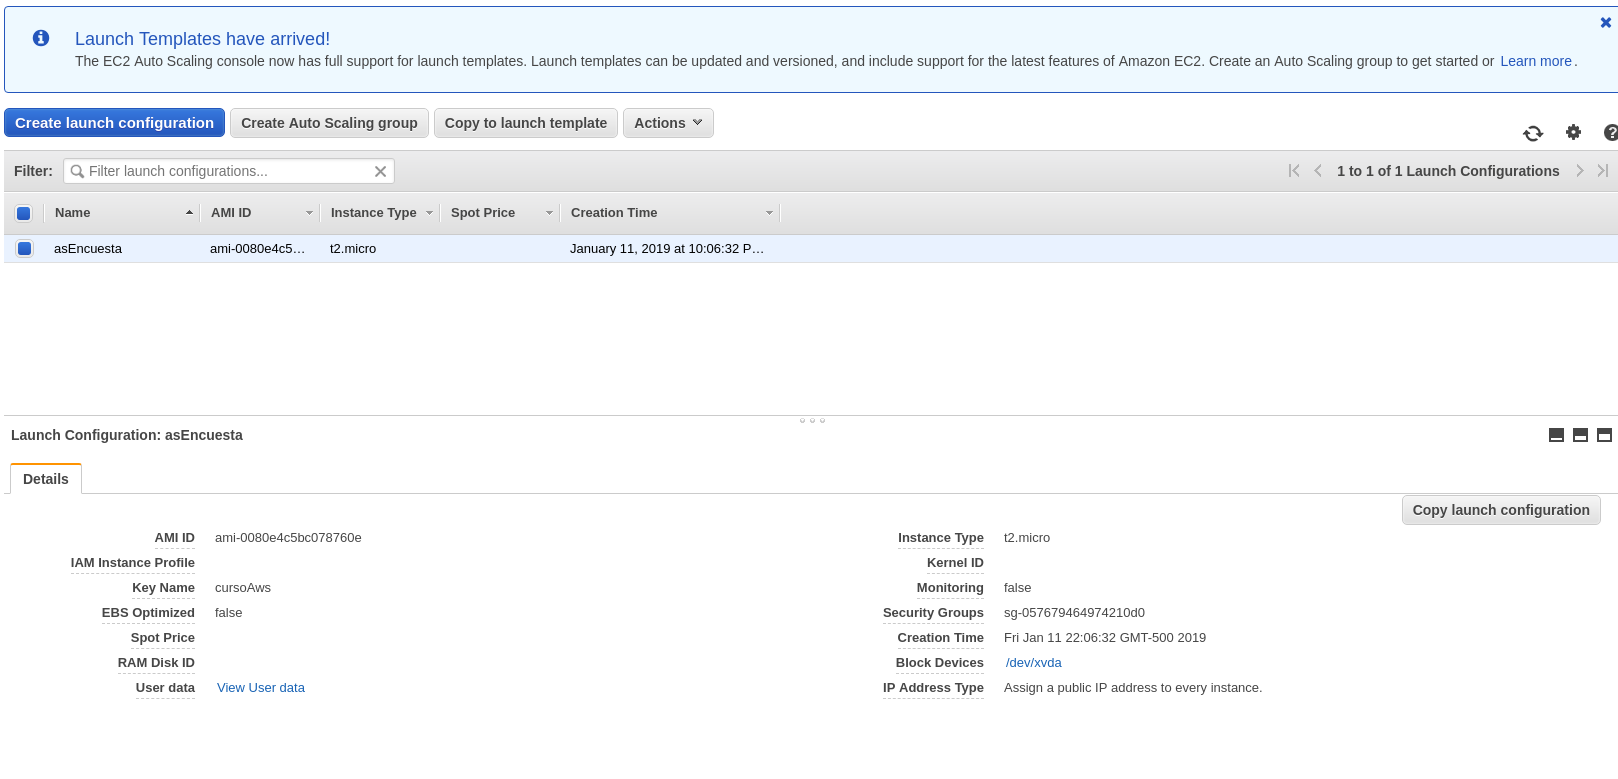 Launch Templates have arrived!
The EC2 Auto Scaling console now has full support for launch templates. Launch templates can be updated and versioned, and include support for the latest features of Amazon EC2. Create an Auto Scaling group to get started or Learn more.
Create launch configuration Create Auto Scaling group Copy to launch template Actions
Filter: Filter launch configurations... 1 to 1 of 1 Launch Configurations
Name AMI ID Instance Type Spot Price Creation Time
asEncuesta ami-0080e4c5... t2.micro January 11, 2019 at 10:06:32 P...
Launch Configuration: asEncuesta
Details
Copy launch configuration
AMI ID ami-0080e4c5bc078760e Instance Type t2.micro
IAM Instance Profile Kernel ID
Key Name cursoAws Monitoring false
EBS Optimized false Security Groups sg-057679464974210d0
Spot Price Creation Time Fri Jan 11 22:06:32 GMT-500 2019
RAM Disk ID Block Devices /dev/xvda
User data View User data IP Address Type Assign a public IP address to every instance.